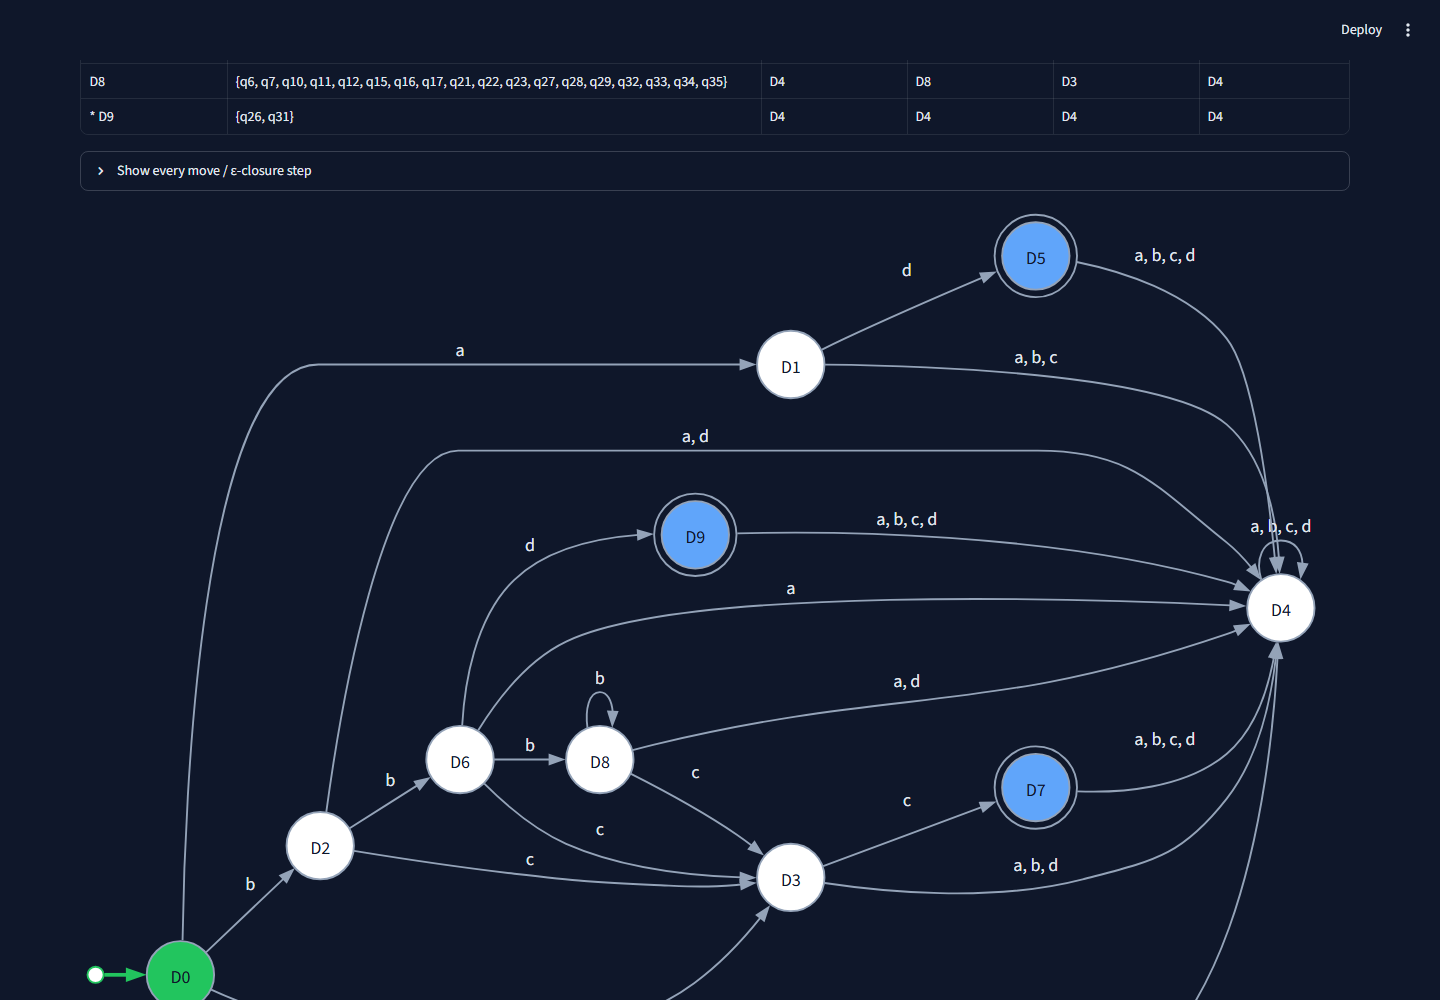 Deploy
D8 {q6, q7, q10, q11, q12, q15, q16, q17, q21, q22, q23, q27, q28, q29, q32, q33, q34, q35} D4 D8 D3 D4
* D9 {q26, q31} D4 D4 D4 D4
Show every move / ε-closure step
D5
a, b, c, d
d
a
D1
a, b, c
a, d
D9
a, b, c, d
a, b, c, d
d
a
D4
b
a, d
D6
b
D8
c
a, b, c, d
b
D7
c
c
D2
c
a, b, d
b
D3
D0